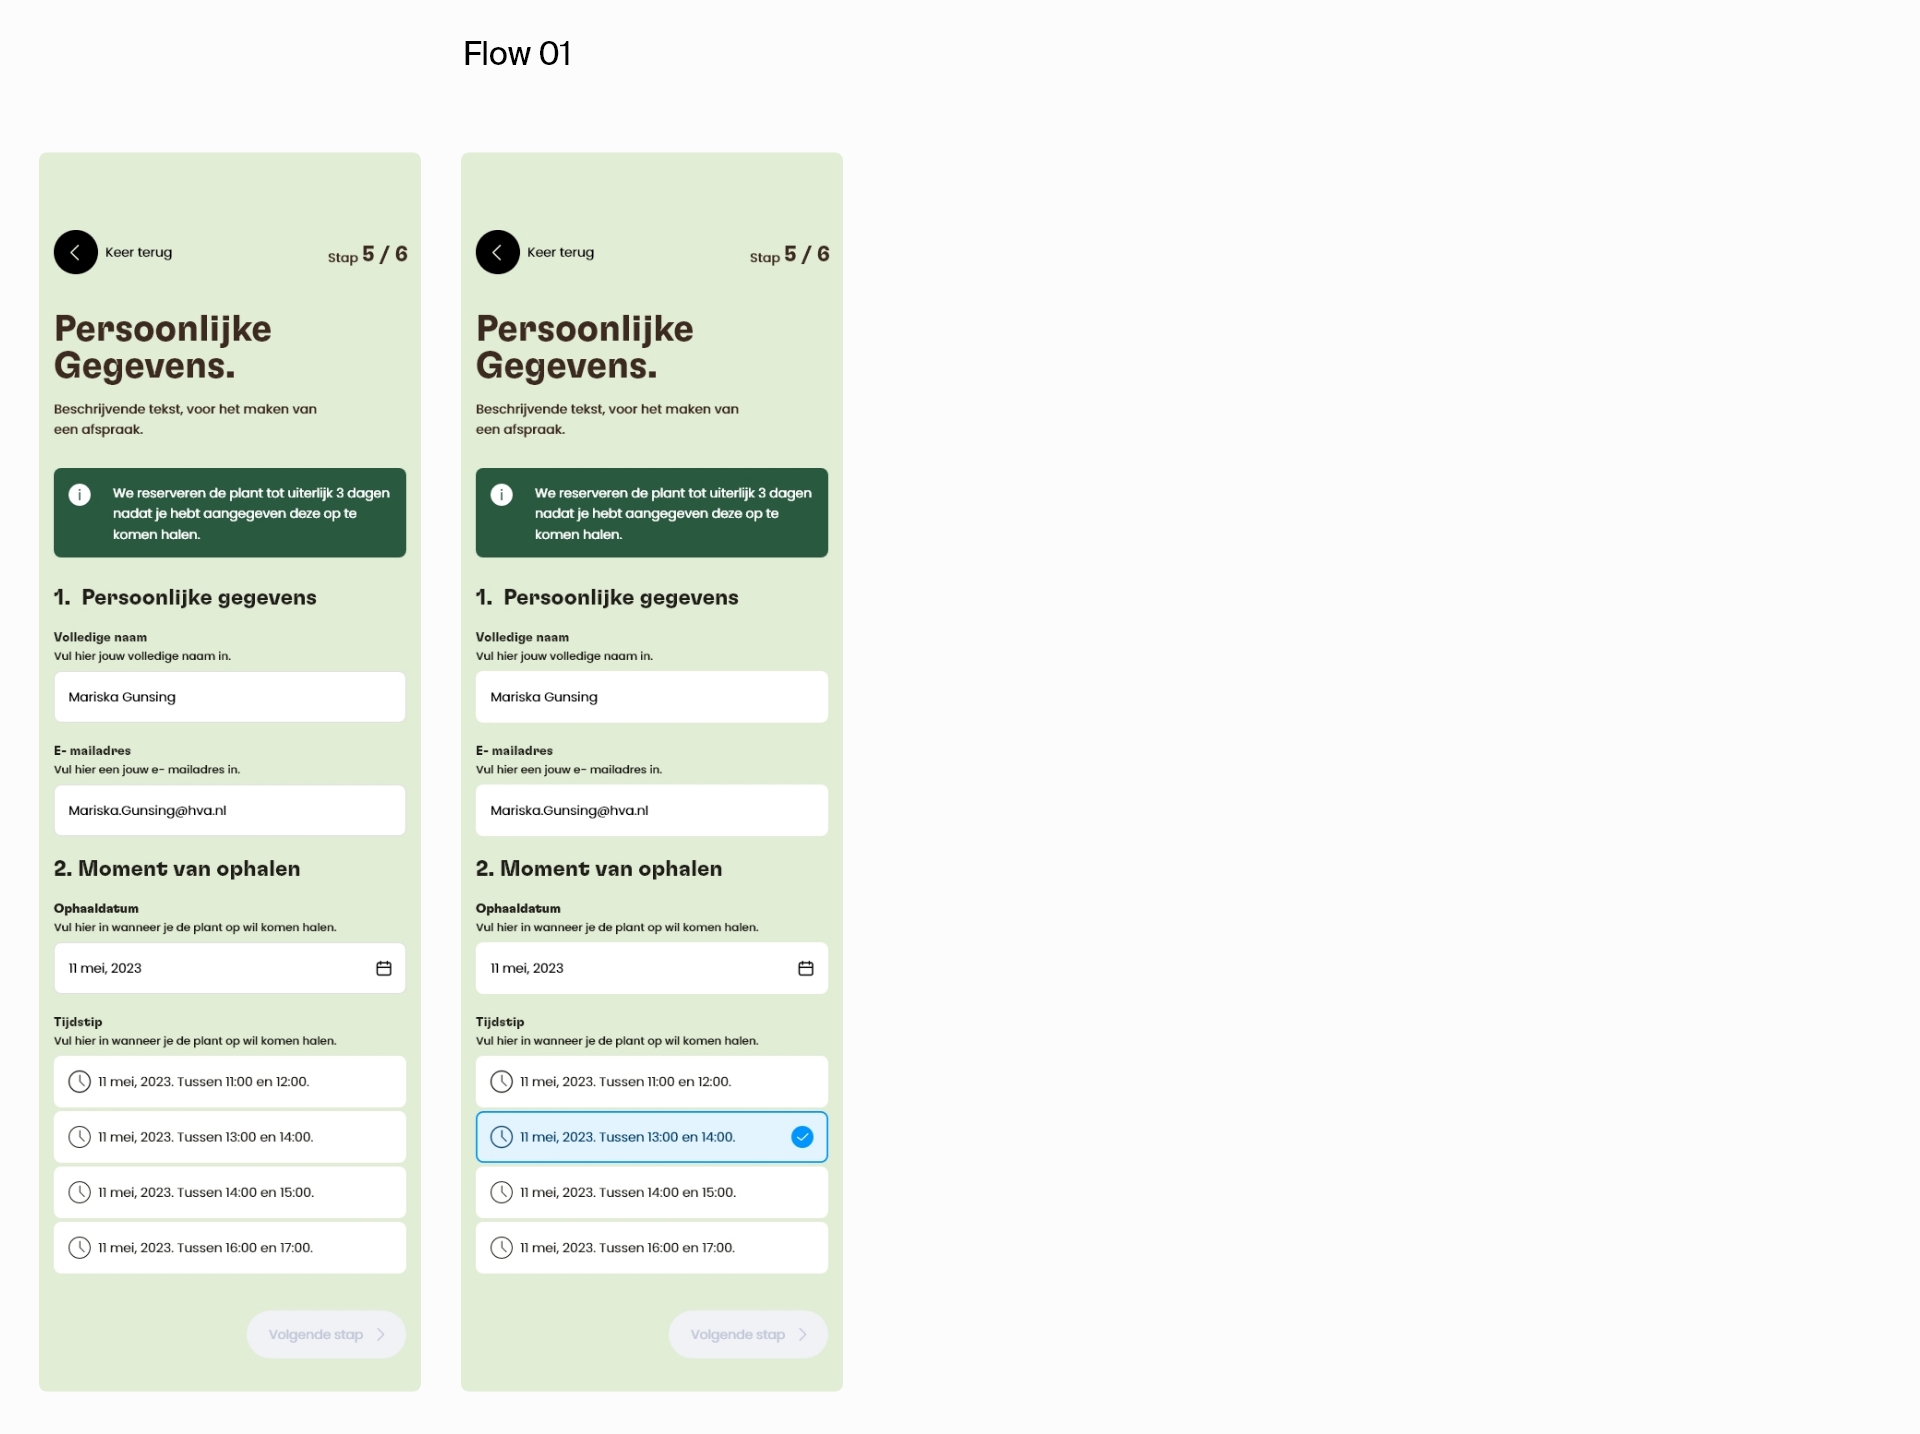 Flow 01
Keer terug
Stap 5 / 6
Persoonlijke
Gegevens.
Beschrijvende tekst, voor het maken van
een afspraak.
i
We reserveren de plant tot uiterlijk 3 dagen
nadat je hebt aangegeven deze op te
komen halen.
1. Persoonlijke gegevens
Volledige naam
Vul hier jouw volledige naam in.
Mariska Gunsing
E- mailadres
Vul hier een jouw e- mailadres in.
Mariska.Gunsing@hva.nl
2. Moment van ophalen
Ophaaldatum
Vul hier in wanneer je de plant op wil komen halen.
11 mei, 2023
Tijdstip
Vul hier in wanneer je de plant op wil komen halen.
11 mei, 2023. Tussen 11:00 en 12:00.
11 mei, 2023. Tussen 13:00 en 14:00.
11 mei, 2023. Tussen 14:00 en 15:00.
11 mei, 2023. Tussen 16:00 en 17:00.
Volgende stap
Keer terug
Stap 5 / 6
Persoonlijke
Gegevens.
Beschrijvende tekst, voor het maken van
een afspraak.
i
We reserveren de plant tot uiterlijk 3 dagen
nadat je hebt aangegeven deze op te
komen halen.
1. Persoonlijke gegevens
Volledige naam
Vul hier jouw volledige naam in.
Mariska Gunsing
E- mailadres
Vul hier een jouw e- mailadres in.
Mariska.Gunsing@hva.nl
2. Moment van ophalen
Ophaaldatum
Vul hier in wanneer je de plant op wil komen halen.
11 mei, 2023
Tijdstip
Vul hier in wanneer je de plant op wil komen halen.
11 mei, 2023. Tussen 11:00 en 12:00.
11 mei, 2023. Tussen 13:00 en 14:00.
11 mei, 2023. Tussen 14:00 en 15:00.
11 mei, 2023. Tussen 16:00 en 17:00.
Volgende stap